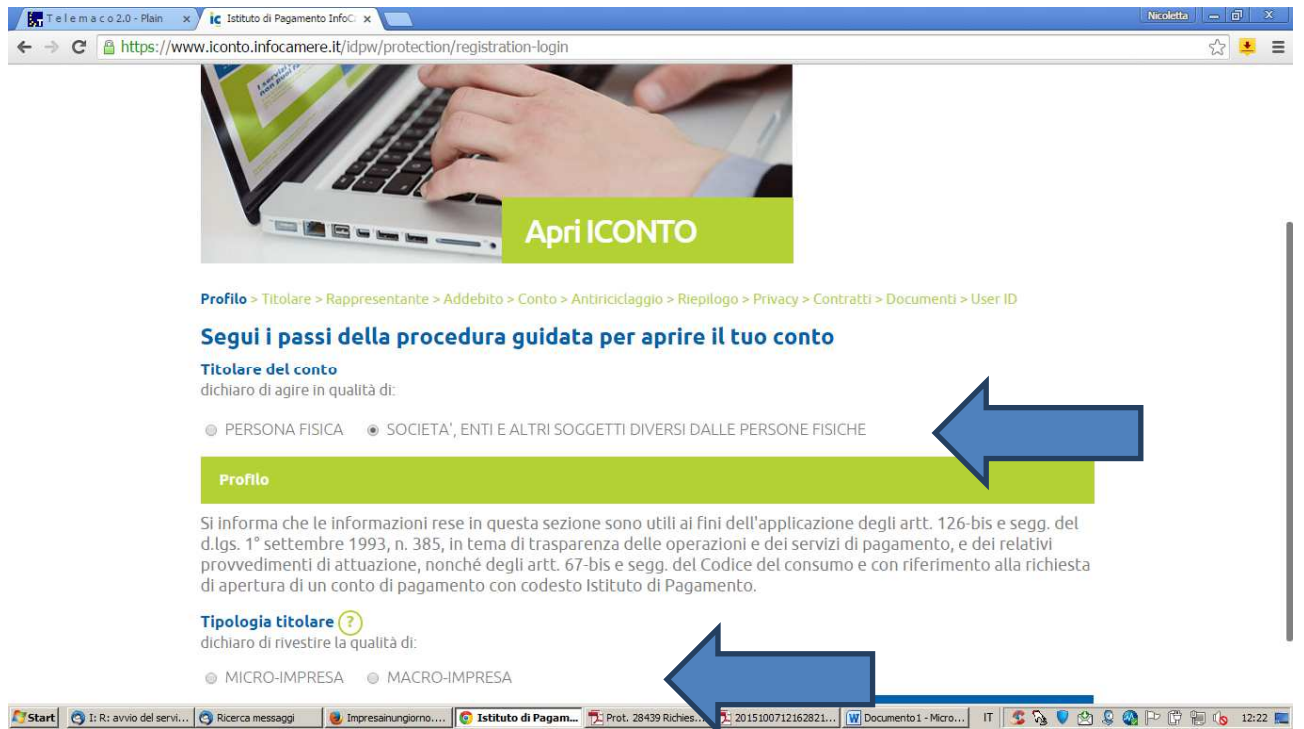 T e l e m a c o 2.0 - Plain
Istituto di Pagamento InfoC
Nicoletta
https://www.iconto.infocamere.it/idpw/protection/registration-login
I servizi
non puoi
Apri ICONTO
Profilo > Titolare > Rappresentante > Addebito > Conto > Antiriciclaggio > Riepilogo > Privacy > Contratti > Documenti > User ID
Segui i passi della procedura guidata per aprire il tuo conto
Titolare del conto
dichiaro di agire in qualità di:
PERSONA FISICA SOCIETA', ENTI E ALTRI SOGGETTI DIVERSI DALLE PERSONE FISICHE
Profilo
Si informa che le informazioni rese in questa sezione sono utili ai fini dell'applicazione degli artt. 126-bis e segg. del
d.lgs. 1° settembre 1993, n. 385, in tema di trasparenza delle operazioni e dei servizi di pagamento, e dei relativi
provvedimenti di attuazione, nonché degli artt. 67-bis e segg. del Codice del consumo e con riferimento alla richiesta
di apertura di un conto di pagamento con codesto Istituto di Pagamento.
Tipologia titolare ?
dichiaro di rivestire la qualità di:
MICRO-IMPRESA MACRO-IMPRESA
Start I: R: avvio del servi... Ricerca messaggi Impresainungiorno.... Istituto di Pagam... Prot. 28439 Richies... 2015100712162821... Documento1 - Micro... IT 12:22